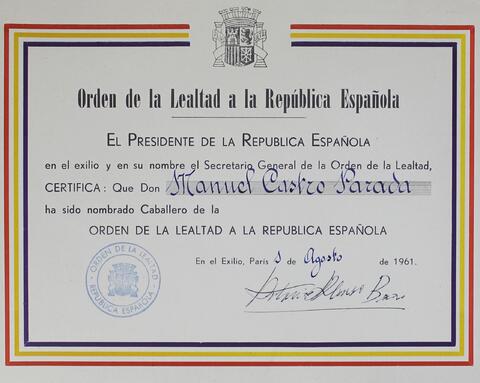 Orden de la Lealtad a la República Española
EL PRESIDENTE DE LA REPUBLICA ESPAÑOLA
en el exilio y en su nombre el Secretario General de la Orden de la Lealtad,
CERTIFICA : Que Don Manuel Castro Parada
ha sido nombrado Caballero de la
ORDEN DE LA LEALTAD A LA REPUBLICA ESPAÑOLA
En el Exilio, París de Agosto de 1961.
ORDEN DE LA LEALTAD
REPUBLICA ESPAÑOLA